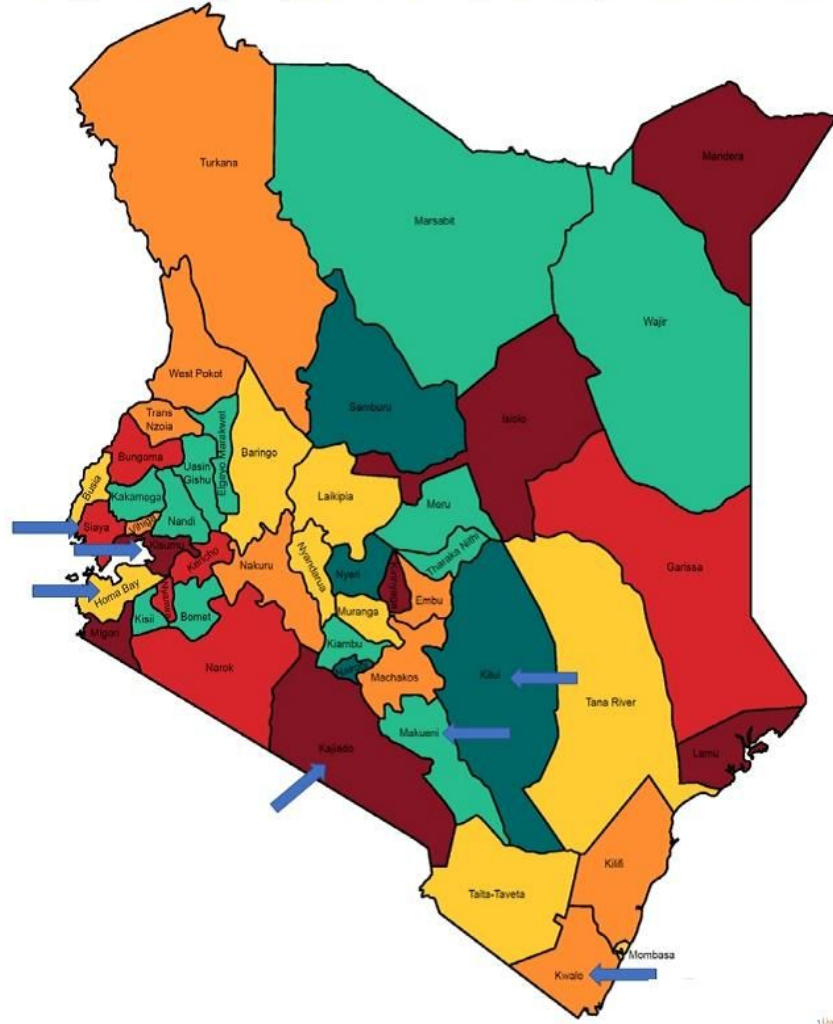 Mandera
Turkana
Marsabit
Wajir
West Pokot
Samburu
Trans
Nzoia
Isiolo
Elgeyo Marakwet
Bungoma
Baringo
Uasin
Gishu
Busia
Kakamega
Laikipia
Meru
Siaya
Vihiga
Nandi
Kisumu
Tharaka Nithi
Kericho
Nakuru
Garissa
Nyandarua
Nyeri
Homa Bay
Embu
Muranga
Kisii
Bomet
Migori
Kiambu
Narok
Nairobi
Machakos
Kitui
Tana River
Makueni
Kajiado
Lamu
Kilifi
Taita-Taveta
Mombasa
Kwale